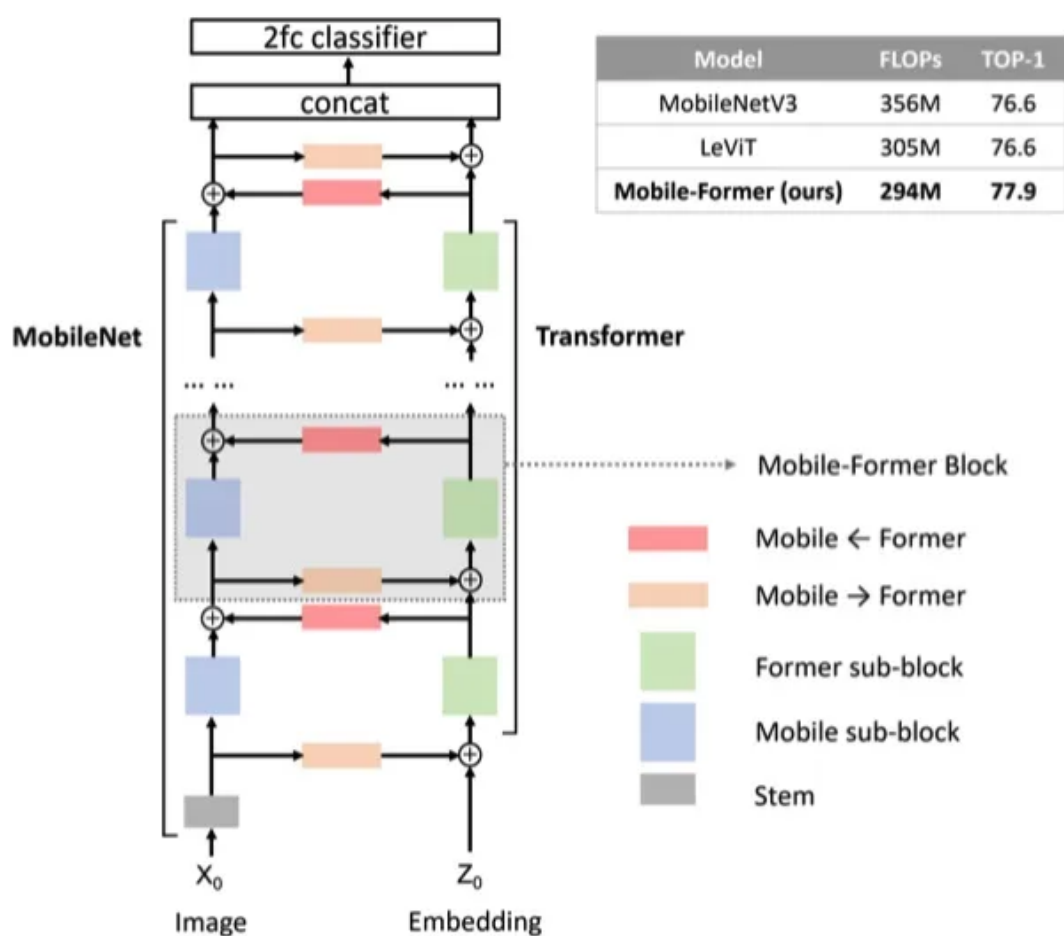 2fc classifier
concat
Model FLOPs TOP-1
MobileNetV3 356M 76.6
LeViT 305M 76.6
Mobile-Former (ours) 294M 77.9
MobileNet
Transformer
... ...
... ...
Mobile-Former Block
Mobile ← Former
Mobile → Former
Former sub-block
Mobile sub-block
Stem
X₀
Z₀
Image
Embedding